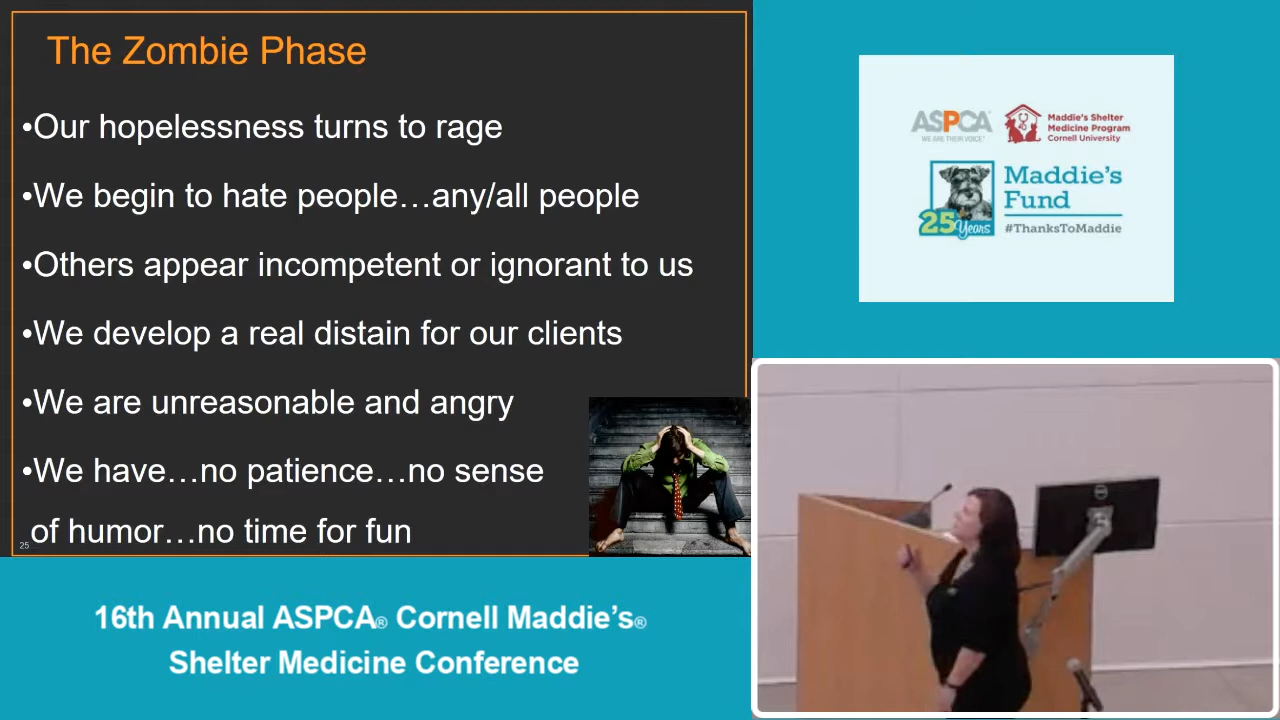 The Zombie Phase
•Our hopelessness turns to rage
•We begin to hate people…any/all people
•Others appear incompetent or ignorant to us
•We develop a real distain for our clients
•We are unreasonable and angry
•We have…no patience…no sense
of humor…no time for fun
25
ASPCA®
WE ARE THEIR VOICE®
Maddie's Shelter
Medicine Program
Cornell University
Maddie's
Fund
25 Years
#ThanksToMaddie
16th Annual ASPCA® Cornell Maddie's®
Shelter Medicine Conference